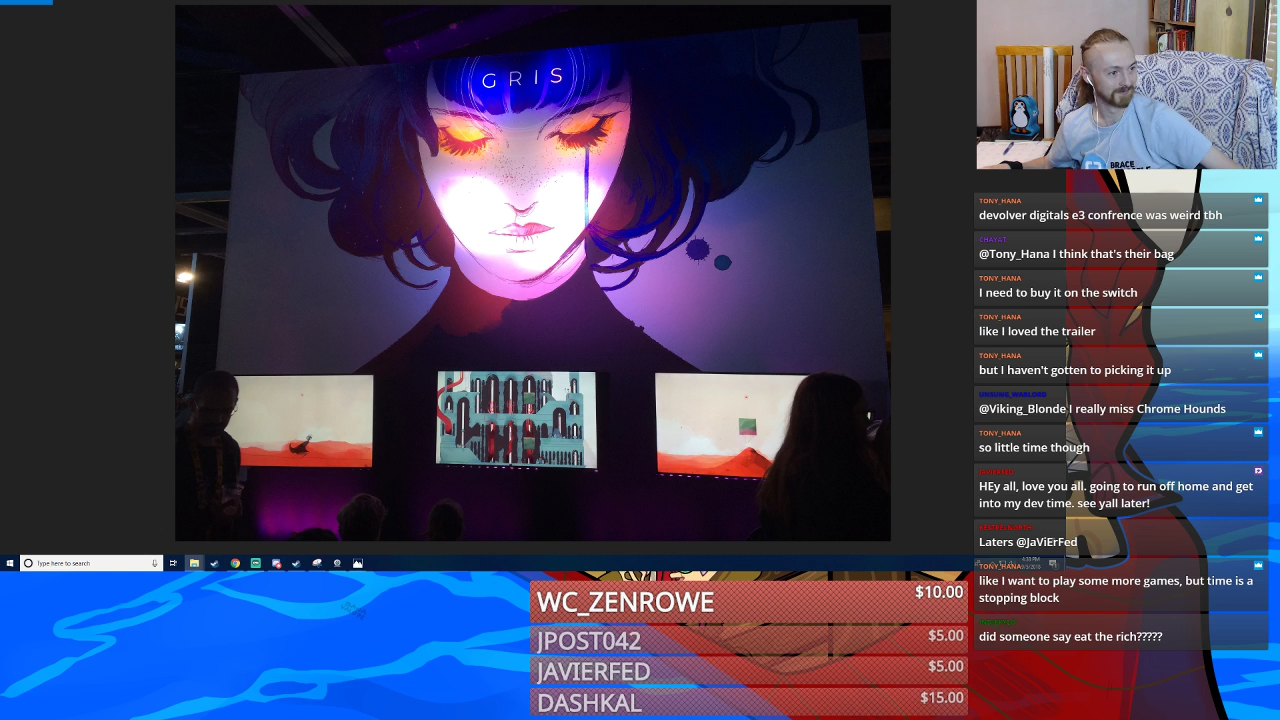 GRIS
BRACE
TONY_HANA
devolver digitals e3 confrence was weird tbh
CHAYAT
@Tony_Hana I think that's their bag
TONY_HANA
I need to buy it on the switch
TONY_HANA
like I loved the trailer
TONY_HANA
but I haven't gotten to picking it up
UNSUNG_WARLORD
@Viking_Blonde I really miss Chrome Hounds
TONY_HANA
so little time though
JAVIERFED
HEy all, love you all. going to run off home and get
into my dev time. see yall later!
Laters @JaViErFed
TONY_HANA
like I want to play some more games, but time is a
stopping block
did someone say eat the rich?????
Type here to search
WC_ZENROWE $10.00
JPOST042 $5.00
JAVIERFED $5.00
DASHKAL $15.00